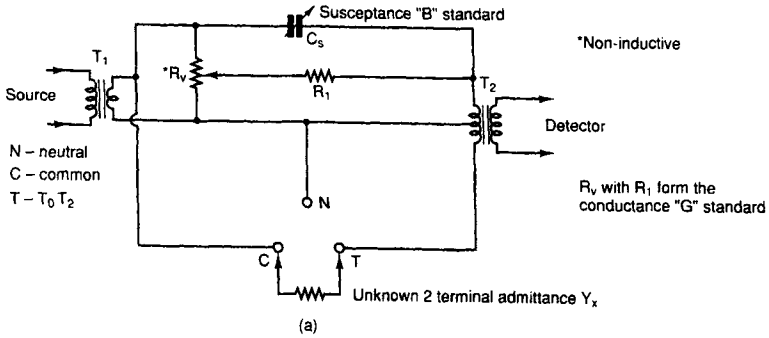 Susceptance "B" standard
Cs
*Non-inductive
T1
*Rv
R1
T2
Source
Detector
N – neutral
C – common
T – T0 T2
N
Rv with R1 form the
conductance "G" standard
C
T
Unknown 2 terminal admittance Yx
(a)